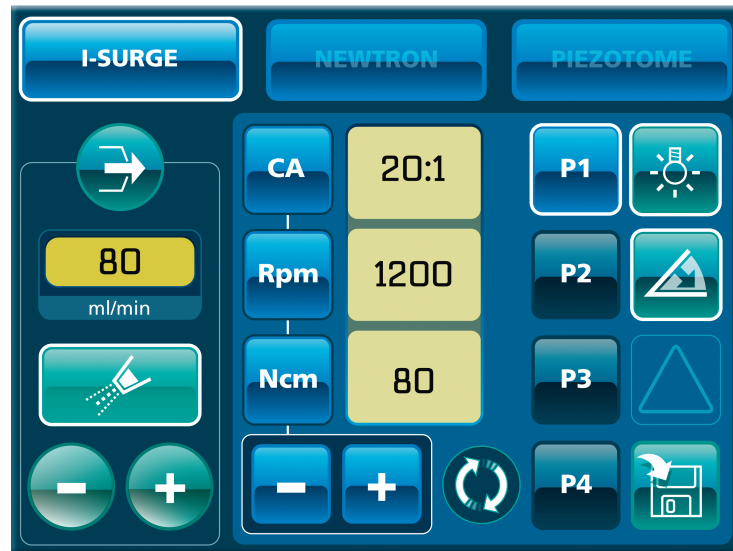 I-SURGE
NEWTRON
PIEZOTOME
80
ml/min
CA
20:1
P1
Rpm
1200
P2
Ncm
80
P3
- +
- +
P4